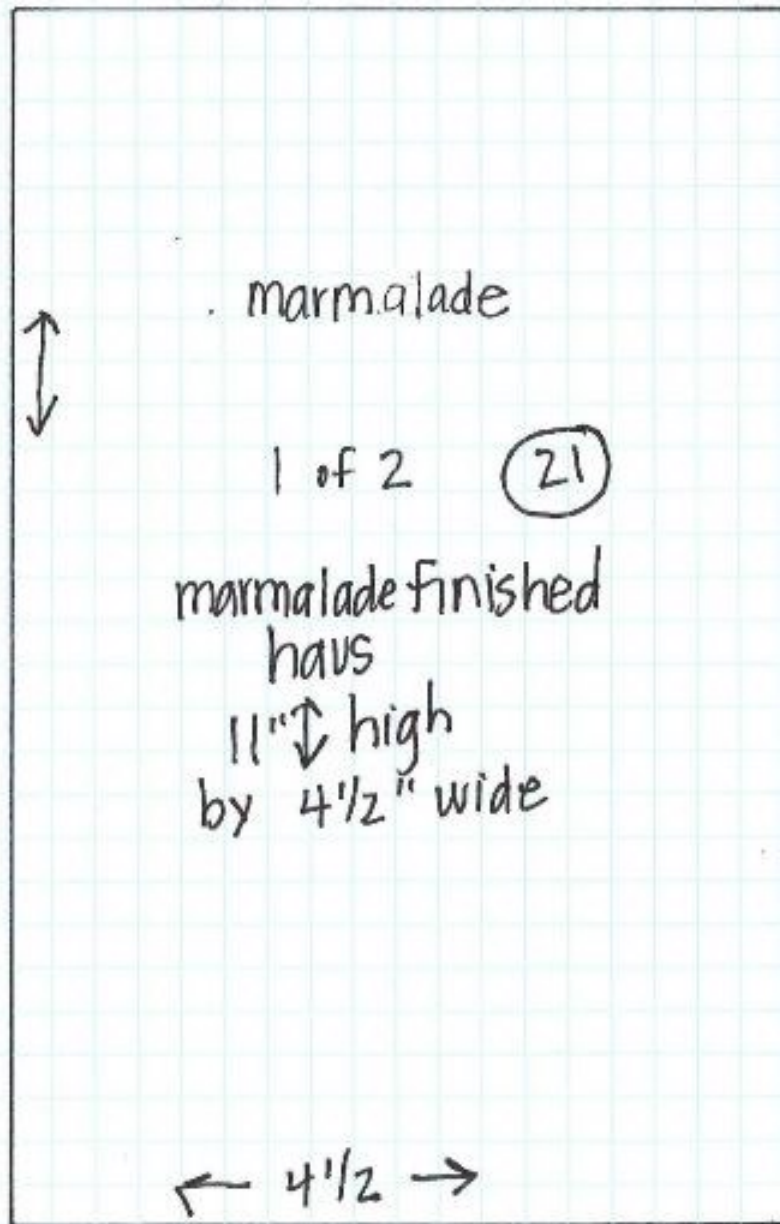 marmalade
1 of 2 21
marmalade finished
haus
11" ↕ high
by 4 1/2" wide
← 4 1/2 →